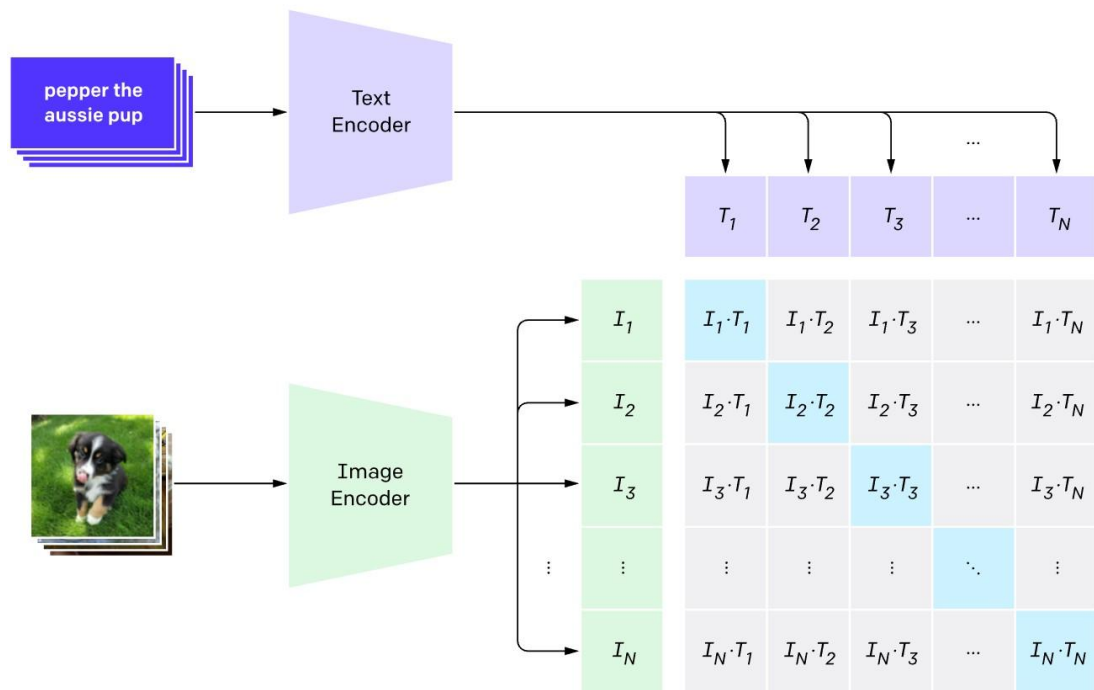 pepper the
aussie pup
Text
Encoder
...
T1 T2 T3 ... TN
I1 I1·T1 I1·T2 I1·T3 ... I1·TN
I2 I2·T1 I2·T2 I2·T3 ... I2·TN
Image
Encoder
I3 I3·T1 I3·T2 I3·T3 ... I3·TN
⋮ ⋮ ⋮ ⋮ ⋮ ⋱ ⋮
IN IN·T1 IN·T2 IN·T3 ... IN·TN